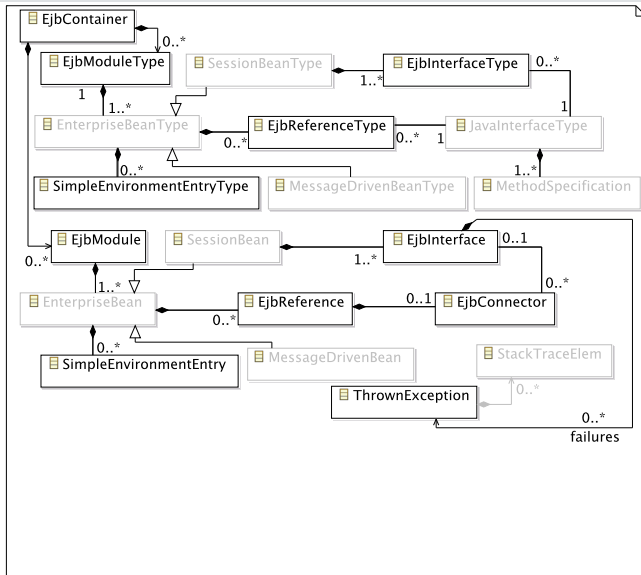 EjbContainer
0..*
EjbModuleType
SessionBeanType
EjbInterfaceType
0..*
1..*
1
1..*
1
EnterpriseBeanType
EjbReferenceType
JavaInterfaceType
0..*
0..*
1
0..*
1..*
SimpleEnvironmentEntryType
MessageDrivenBeanType
MethodSpecification
EjbModule
SessionBean
EjbInterface
0..1
0..*
1..*
1..*
0..*
EnterpriseBean
EjbReference
0..1
EjbConnector
0..*
0..*
SimpleEnvironmentEntry
MessageDrivenBean
StackTraceElem
ThrownException
0..*
0..*
failures